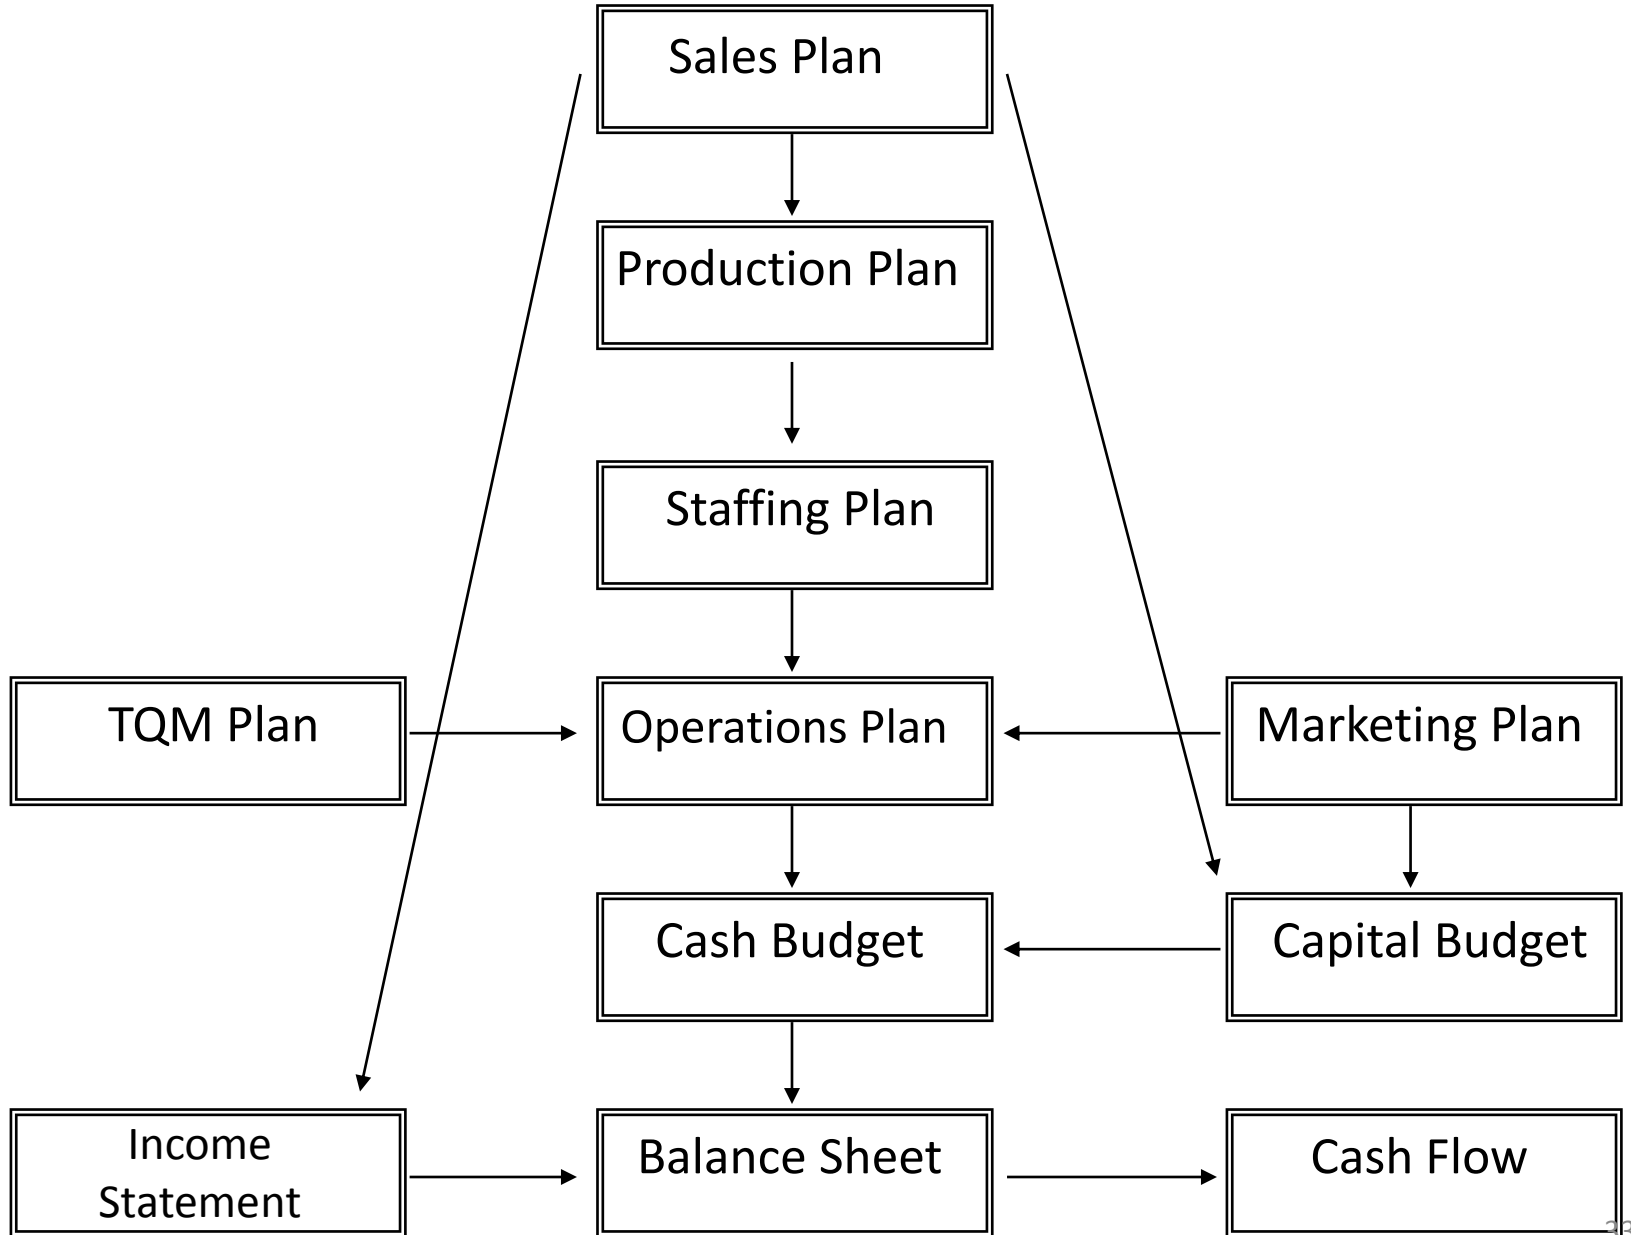 Sales Plan
Production Plan
Staffing Plan
TQM Plan
Operations Plan
Marketing Plan
Cash Budget
Capital Budget
Income
Statement
Balance Sheet
Cash Flow